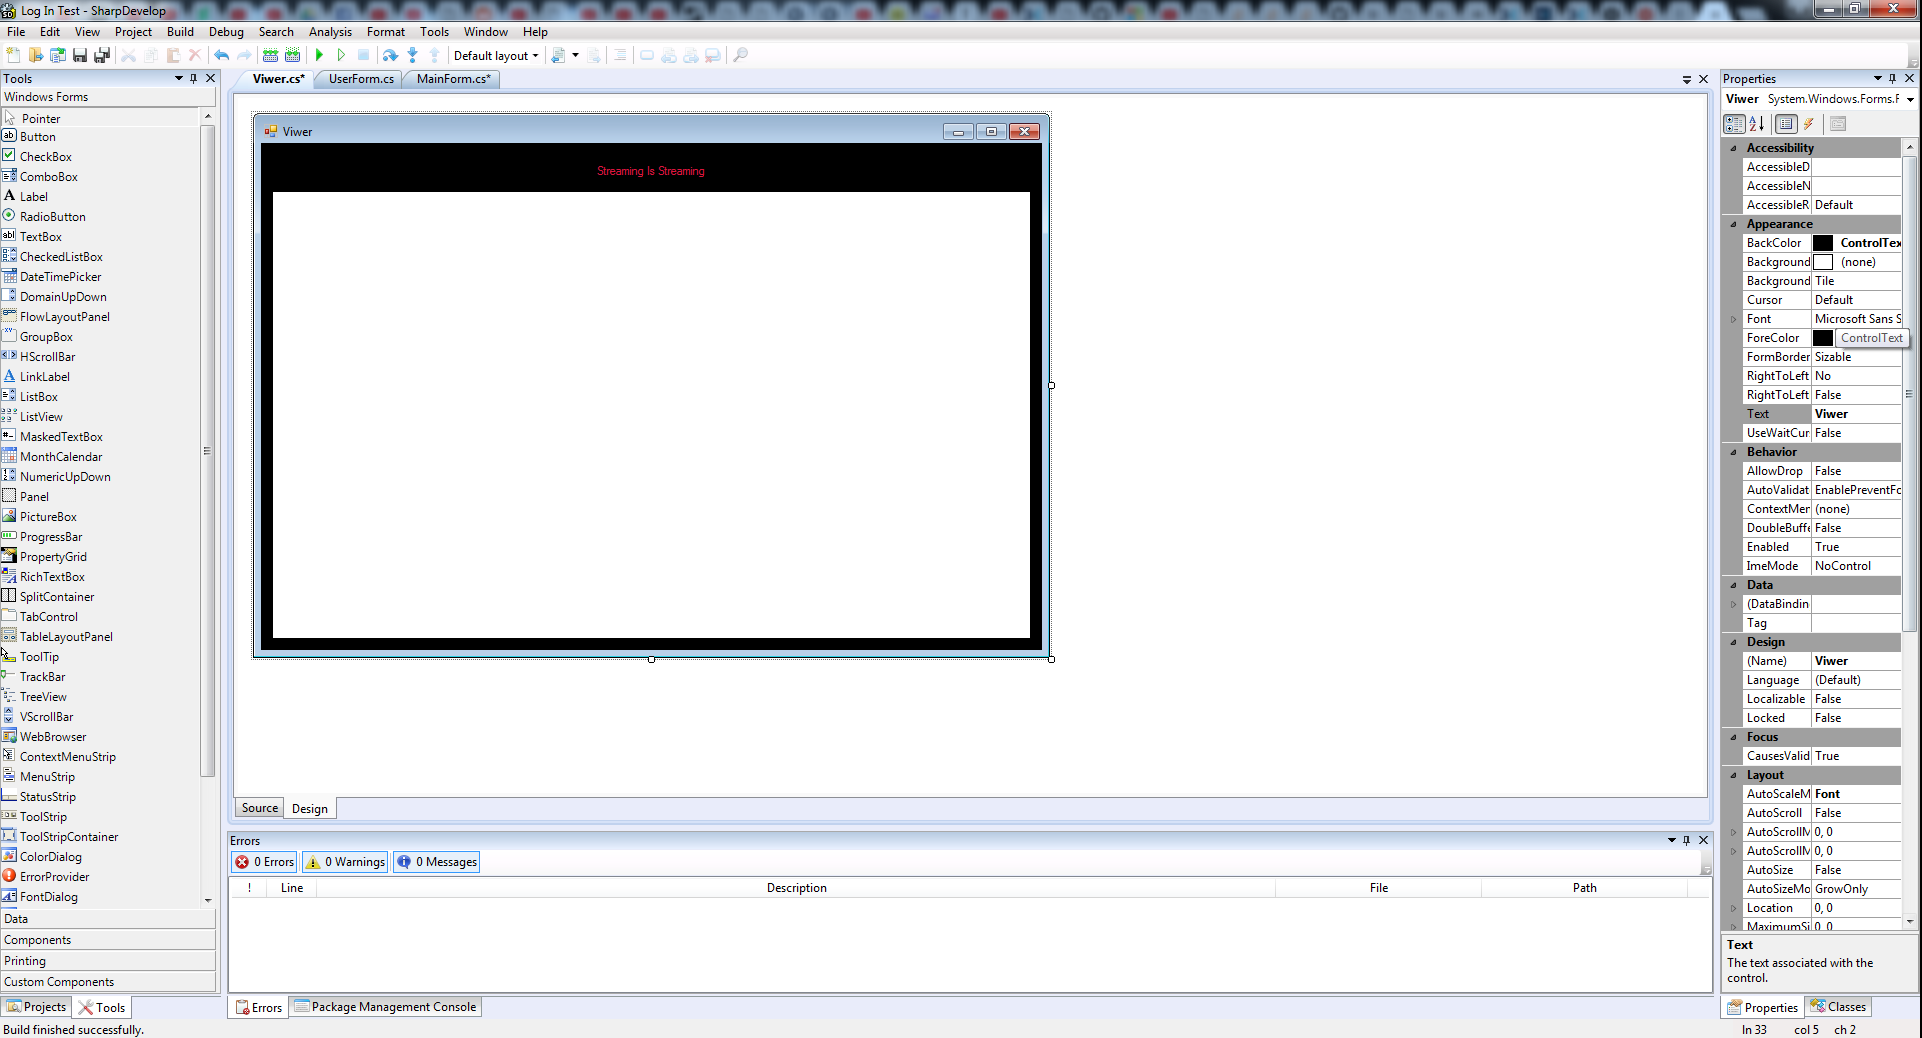 Log In Test - SharpDevelop
File Edit View Project Build Debug Search Analysis Format Tools Window Help
Default layout
Tools
Windows Forms
Pointer
Button
CheckBox
ComboBox
Label
RadioButton
TextBox
CheckedListBox
DateTimePicker
DomainUpDown
FlowLayoutPanel
GroupBox
HScrollBar
LinkLabel
ListBox
ListView
MaskedTextBox
MonthCalendar
NumericUpDown
Panel
PictureBox
ProgressBar
PropertyGrid
RichTextBox
SplitContainer
TabControl
TableLayoutPanel
ToolTip
TrackBar
TreeView
VScrollBar
WebBrowser
ContextMenuStrip
MenuStrip
StatusStrip
ToolStrip
ToolStripContainer
ColorDialog
ErrorProvider
FontDialog
Data
Components
Printing
Custom Components
Projects Tools
Viwer.cs* UserForm.cs MainForm.cs*
Viwer
Streaming Is Streaming
Source Design
Errors
0 Errors 0 Warnings 0 Messages
! Line Description File Path
Errors Package Management Console
Properties
Viwer System.Windows.Forms.F
Accessibility
AccessibleD
AccessibleN
AccessibleR Default
Appearance
BackColor ControlTex
Background (none)
Background Tile
Cursor Default
Font Microsoft Sans S
ForeColor ControlText
FormBorder Sizable
RightToLeft No
RightToLeft False
Text Viwer
UseWaitCur False
Behavior
AllowDrop False
AutoValidat EnablePreventFo
ContextMer (none)
DoubleBuffe False
Enabled True
ImeMode NoControl
Data
(DataBindin
Tag
Design
(Name) Viwer
Language (Default)
Localizable False
Locked False
Focus
CausesValid True
Layout
AutoScaleM Font
AutoScroll False
AutoScrollM 0, 0
AutoScrollM 0, 0
AutoSize False
AutoSizeMo GrowOnly
Location 0, 0
MaximumSi 0, 0
Text
The text associated with the
control.
Properties Classes
Build finished successfully.
ln 33 col 5 ch 2